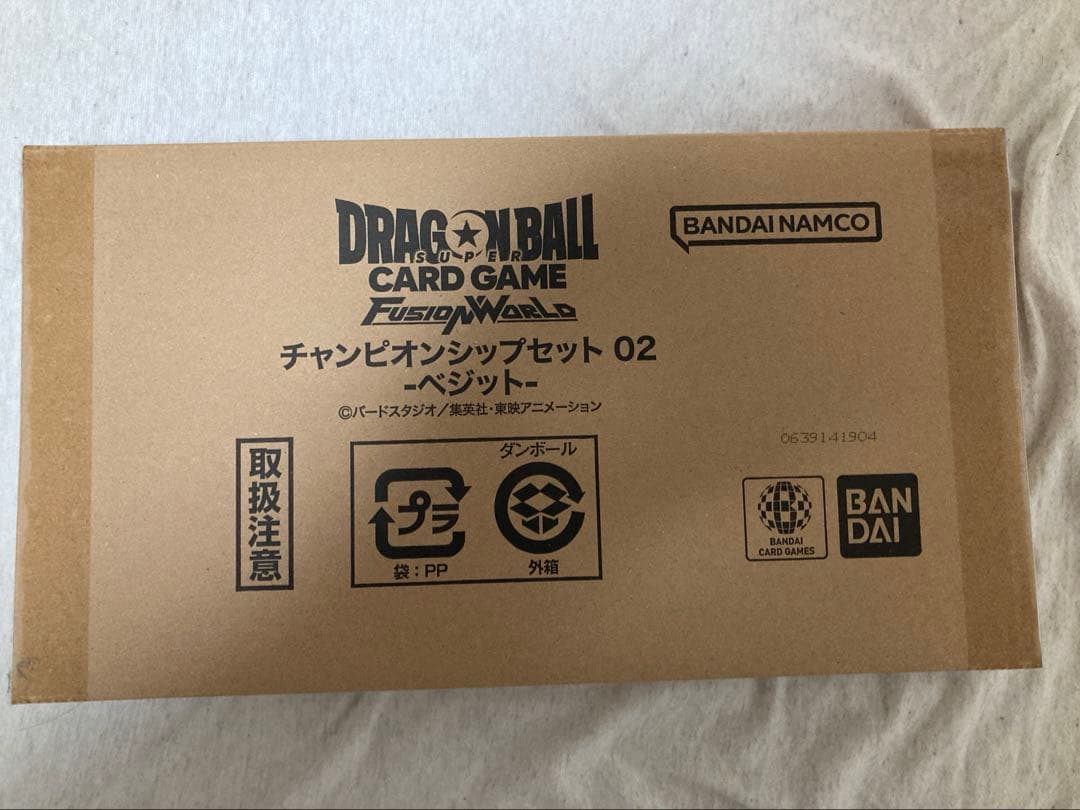 DRAGON BALL
SUPER
CARD GAME
FUSION WORLD
BANDAI NAMCO
チャンピオンシップセット 02
-ベジット-
©バードスタジオ／集英社・東映アニメーション
0639141904
取扱注意
プラ
袋：PP
ダンボール
外箱
BANDAI
CARD GAMES
BAN
DAI